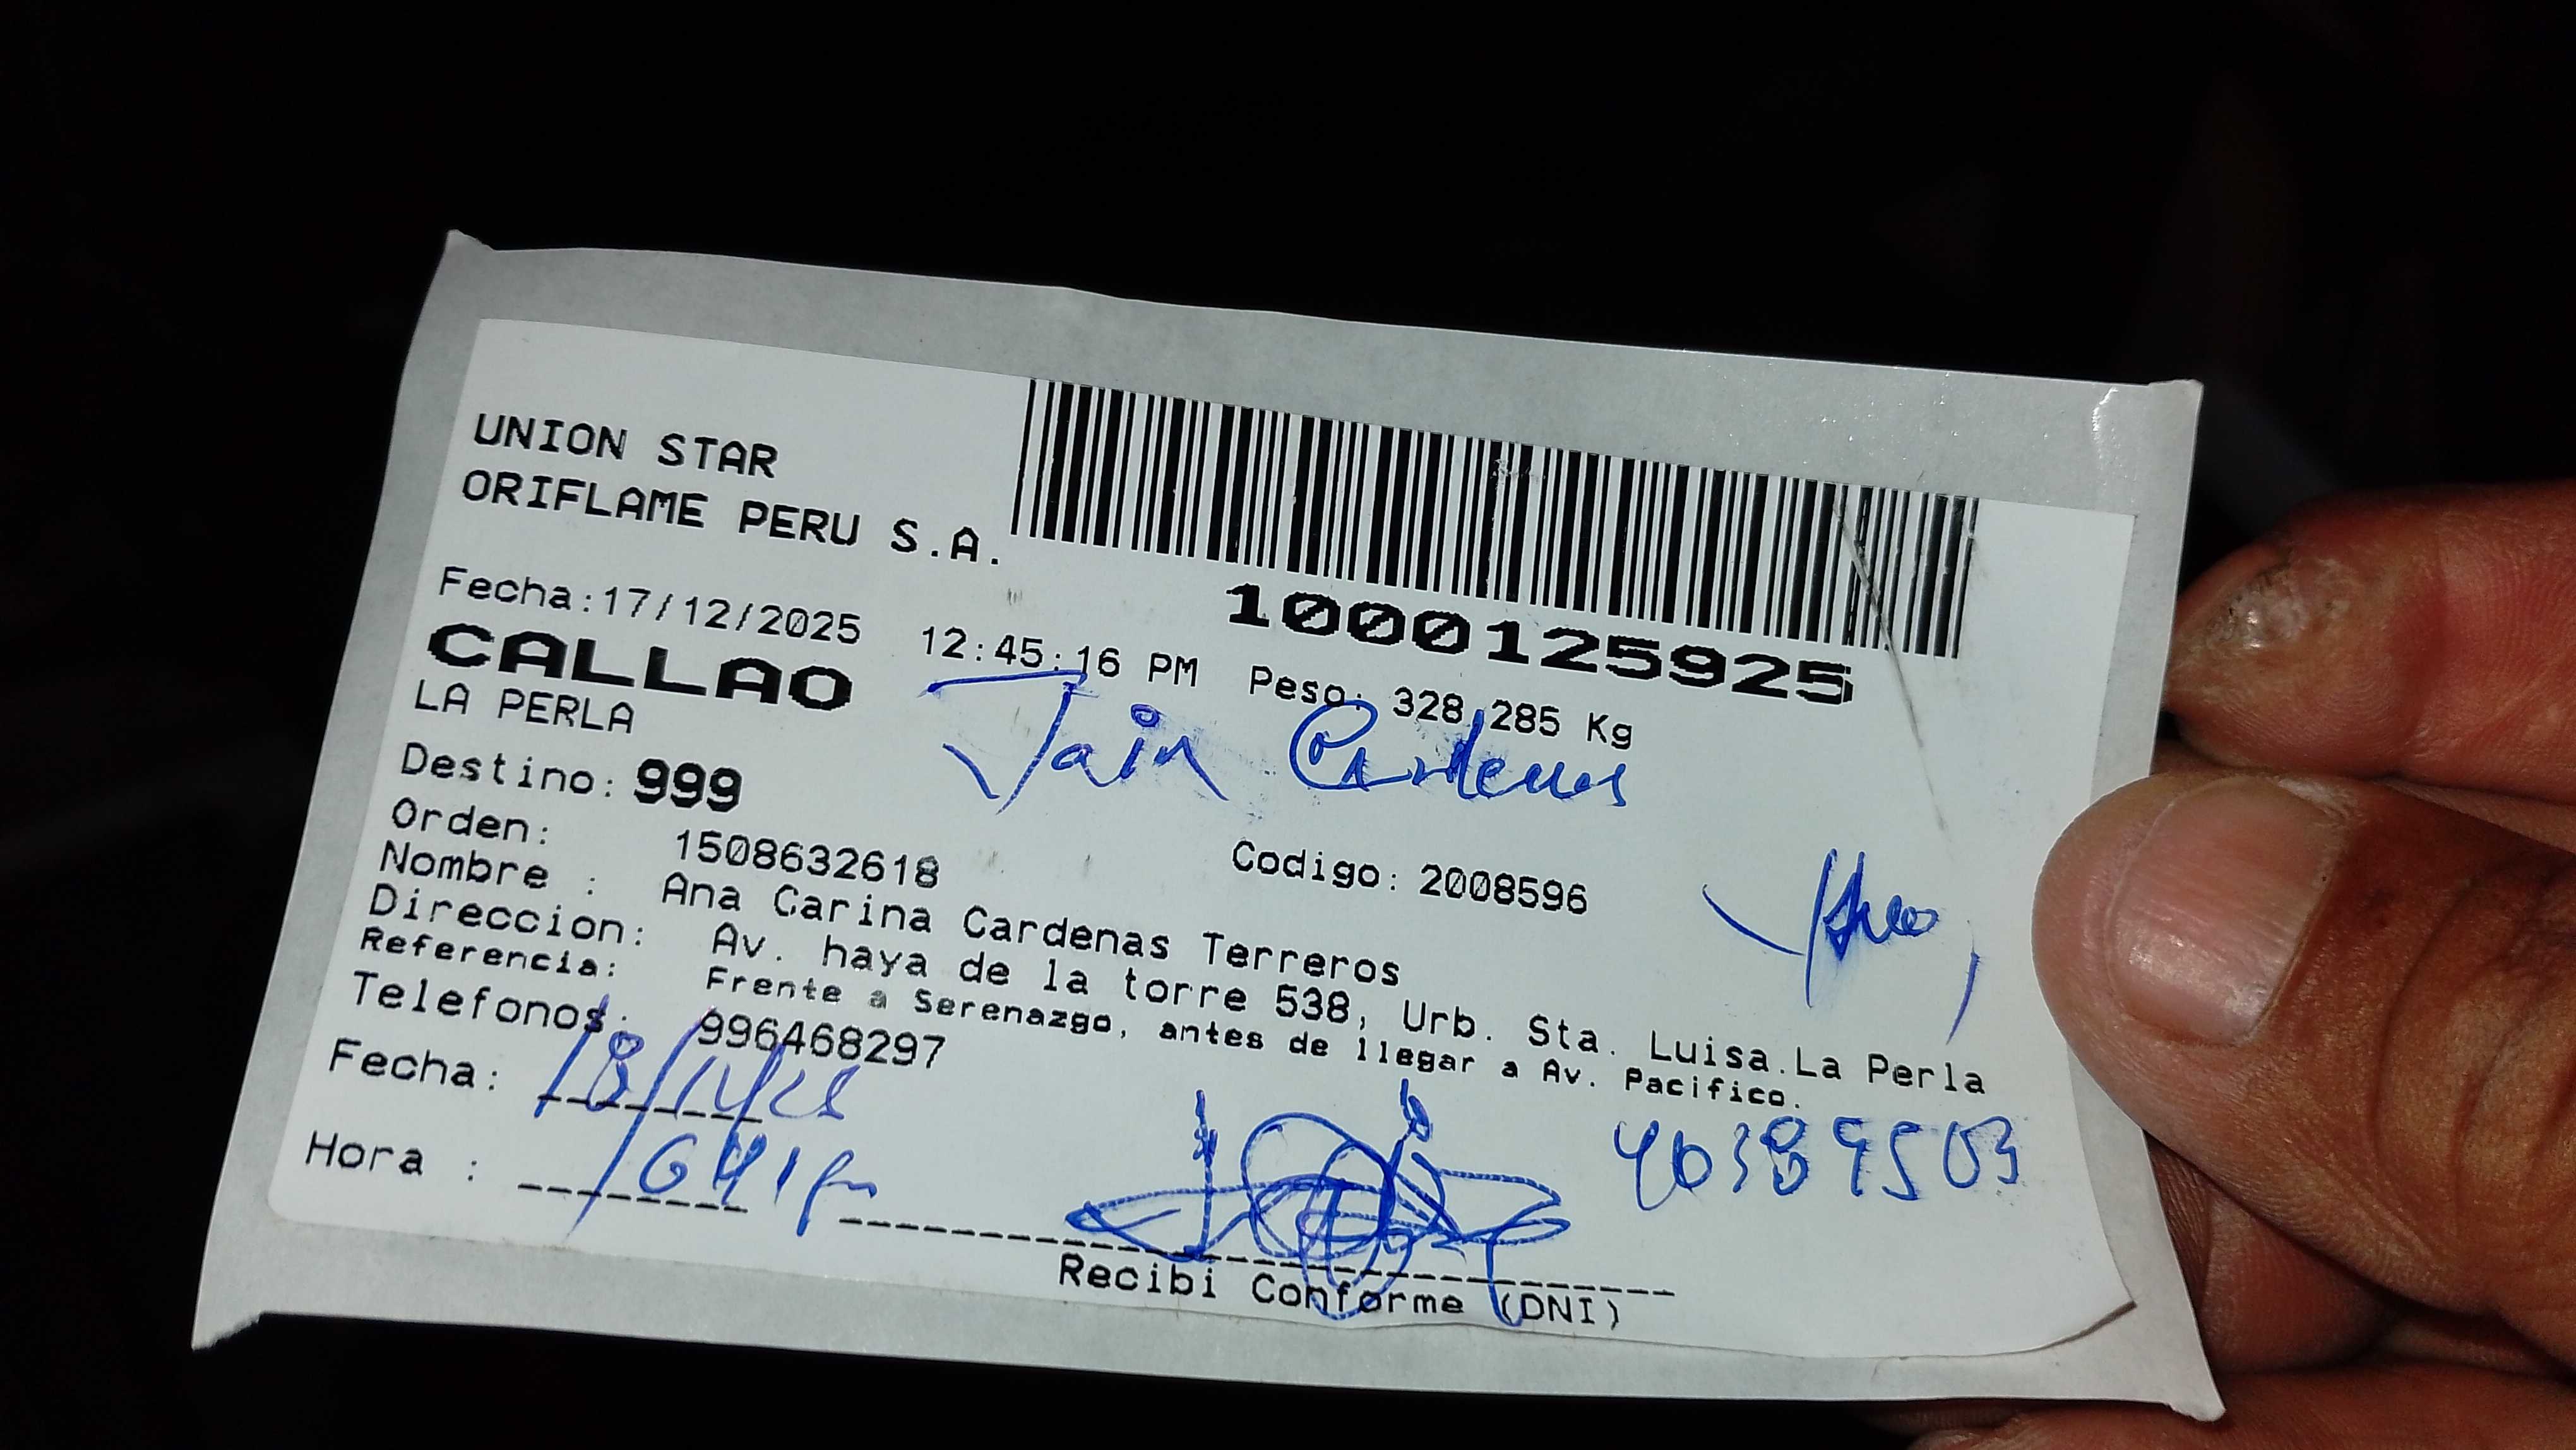 UNION STAR
ORIFLAME PERU S.A.
1000125925
Fecha:17/12/2025 12:45:16 PM Peso: 328,285 Kg
CALLAO
LA PERLA
Jain Cardenas
Destino: 999
Orden: 1508632618 Codigo: 2008596
Nombre : Ana Carina Cardenas Terreros
Direccion: Av. haya de la torre 538, Urb. Sta. Luisa.La Perla
Referencia: Frente a Serenazgo, antes de llegar a Av. Pacifico.
Telefonos: 996468297
Fecha: 18/12/25
Hora :
40389503
Recibi Conforme (DNI)